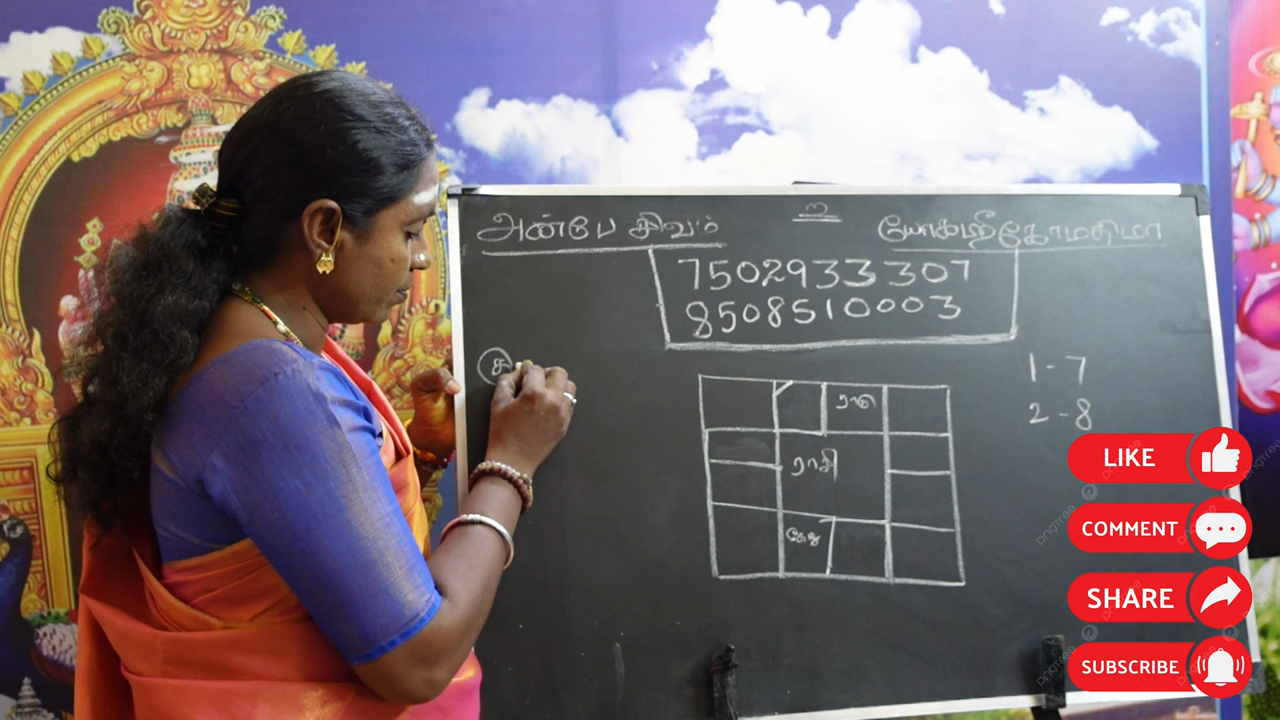 அன்பே சிவம் உ யோகஸ்ரீகோமதிமா
7502933307
8508510003
1-7
2-8
ராகு
ராசி
கேது
LIKE
COMMENT
SHARE
SUBSCRIBE